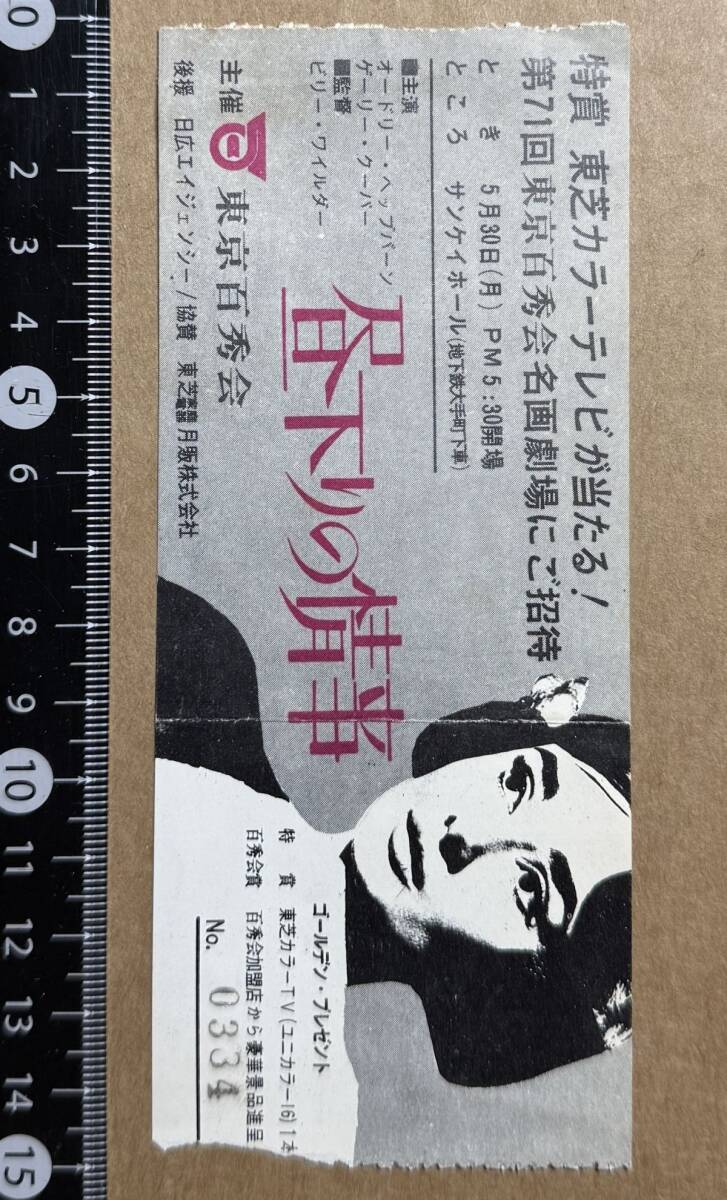 特賞 東芝カラーテレビが当たる!
第71回東京百秀会名画劇場にご招待
とき 5月30日(月)PM5:30開場
ところ サンケイホール(地下鉄大手町下車)
■主演
オードリー・ヘップバーン
ゲーリー・クーパー
■監督
ビリー・ワイルダー
昼下りの情事
主催 東京百秀会
後援 日広エイジェンシー/協賛 東芝家庭電器月販株式会社
ゴールデン・プレゼント
特賞 東芝カラーTV(ユニカラー16)1本
百秀会賞 百秀会加盟店から豪華景品進呈
No. 0334
0
1
2
3
4
5
6
7
8
9
10
11
12
13
14
15